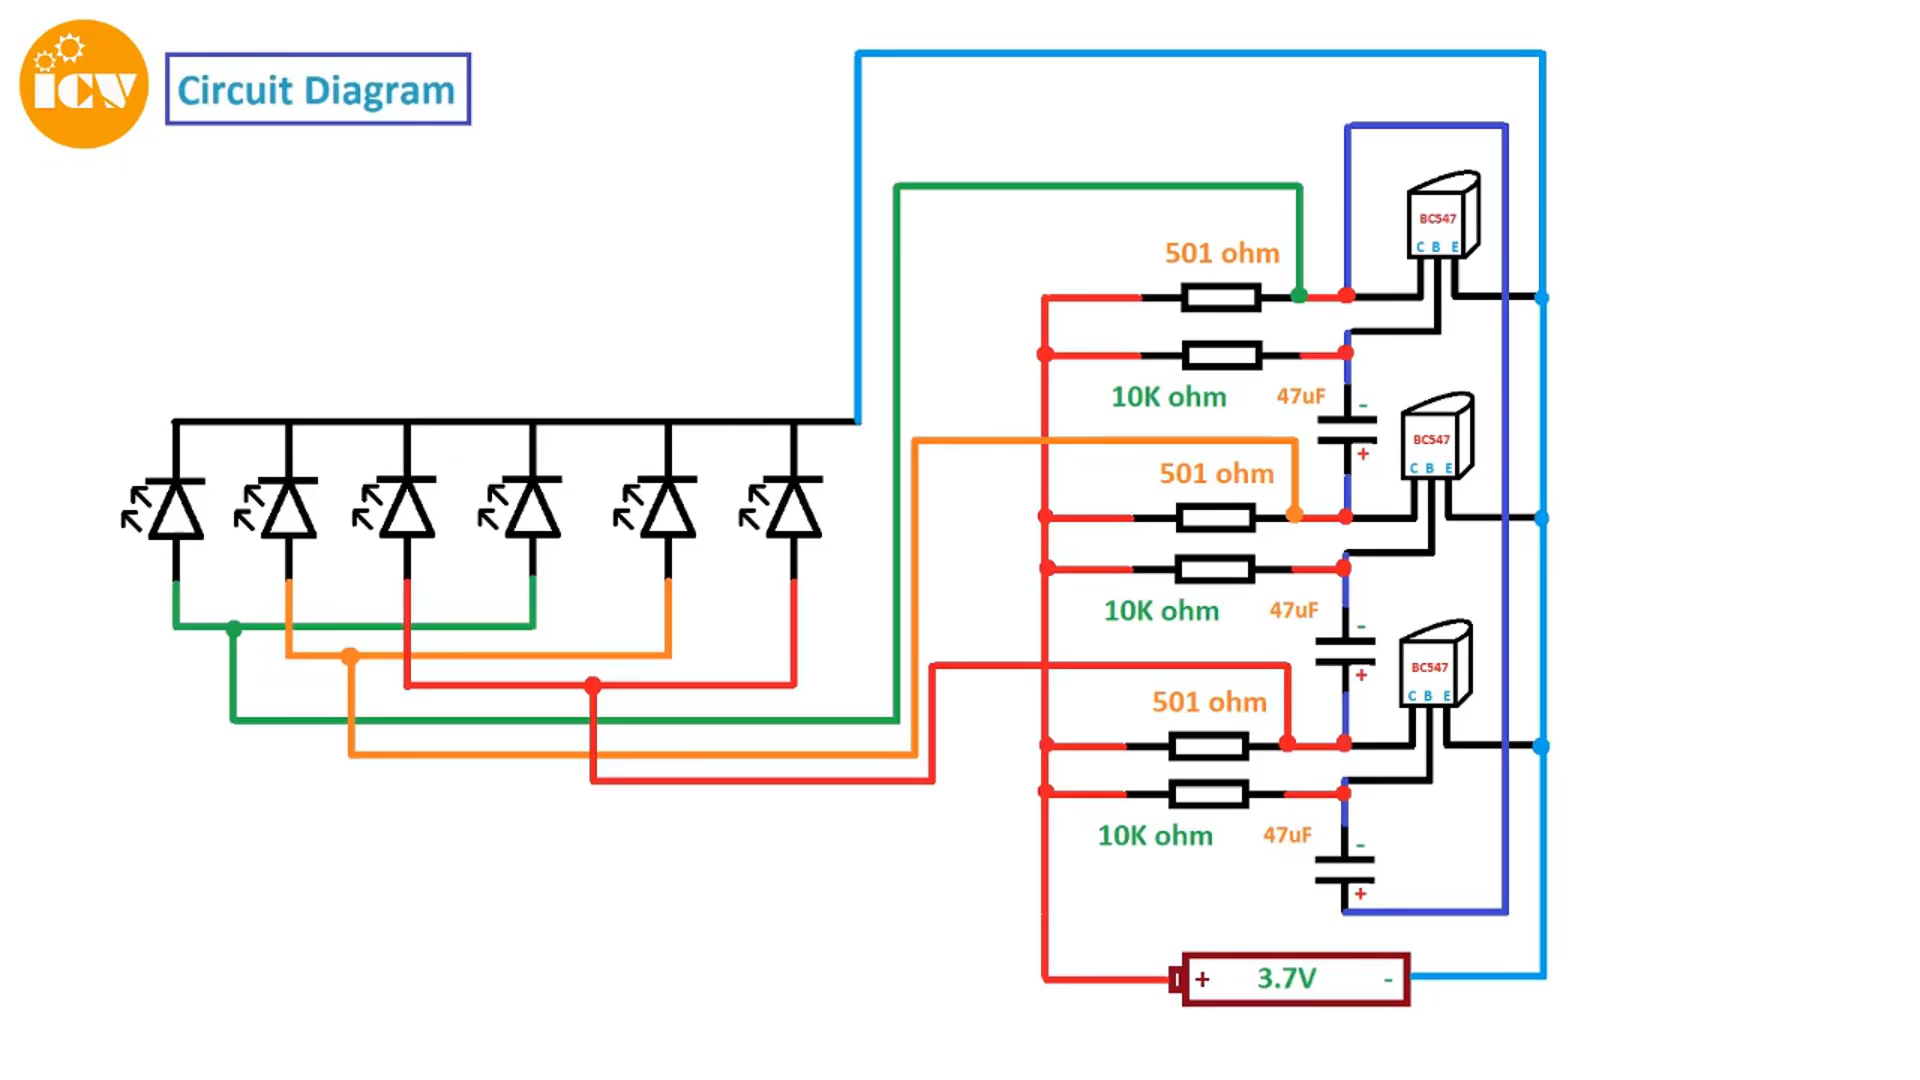 icw
Circuit Diagram
BC547
C B E
501 ohm
10K ohm
47uF
-
+
BC547
C B E
501 ohm
10K ohm
47uF
-
+
BC547
C B E
501 ohm
10K ohm
47uF
-
+
+ 3.7V -